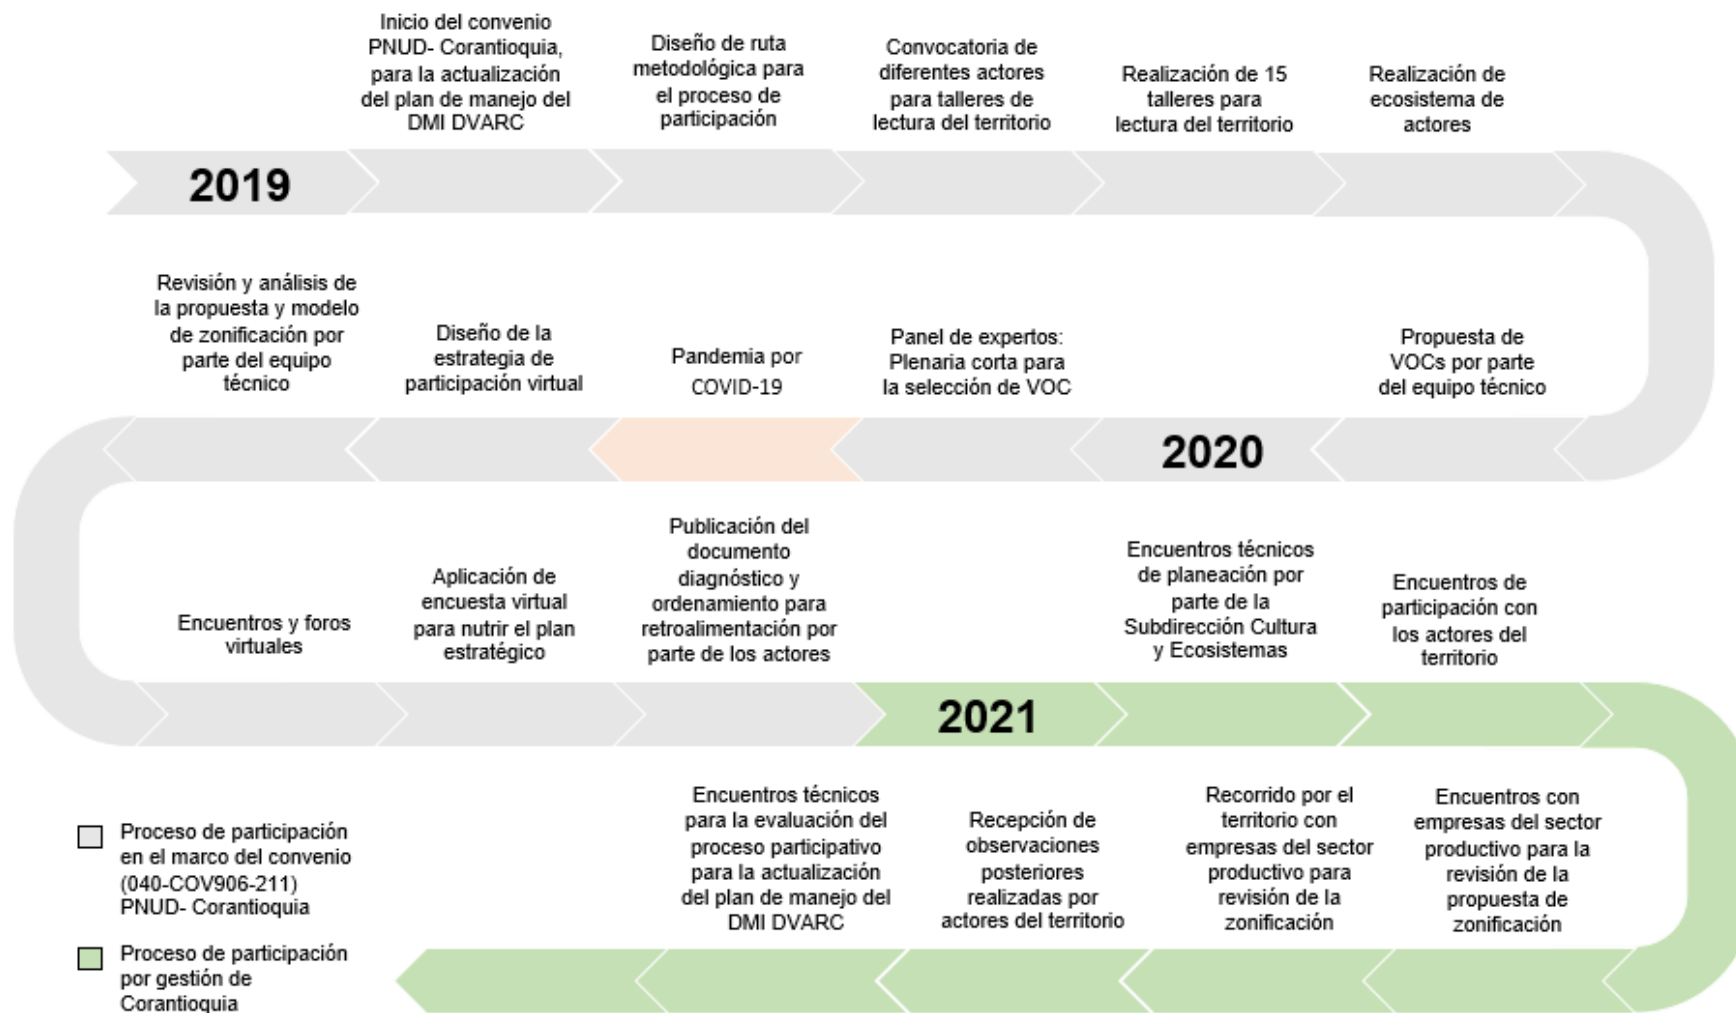 Inicio del convenio
PNUD- Corantioquia,
para la actualización
del plan de manejo del
DMI DVARC
Diseño de ruta
metodológica para
el proceso de
participación
Convocatoria de
diferentes actores
para talleres de
lectura del territorio
Realización de 15
talleres para
lectura del territorio
Realización de
ecosistema de
actores
2019
Revisión y análisis de
la propuesta y modelo
de zonificación por
parte del equipo
técnico
Diseño de la
estrategia de
participación virtual
Pandemia por
COVID-19
Panel de expertos:
Plenaria corta para
la selección de VOC
Propuesta de
VOCs por parte
del equipo técnico
2020
Encuentros y foros
virtuales
Aplicación de
encuesta virtual
para nutrir el plan
estratégico
Publicación del
documento
diagnóstico y
ordenamiento para
retroalimentación por
parte de los actores
Encuentros técnicos
de planeación por
parte de la
Subdirección Cultura
y Ecosistemas
Encuentros de
participación con
los actores del
territorio
2021
Encuentros técnicos
para la evaluación del
proceso participativo
para la actualización
del plan de manejo del
DMI DVARC
Recepción de
observaciones
posteriores
realizadas por
actores del territorio
Recorrido por el
territorio con
empresas del sector
productivo para
revisión de la
zonificación
Encuentros con
empresas del sector
productivo para la
revisión de la
propuesta de
zonificación
Proceso de participación
en el marco del convenio
(040-COV906-211)
PNUD- Corantioquia
Proceso de participación
por gestión de
Corantioquia